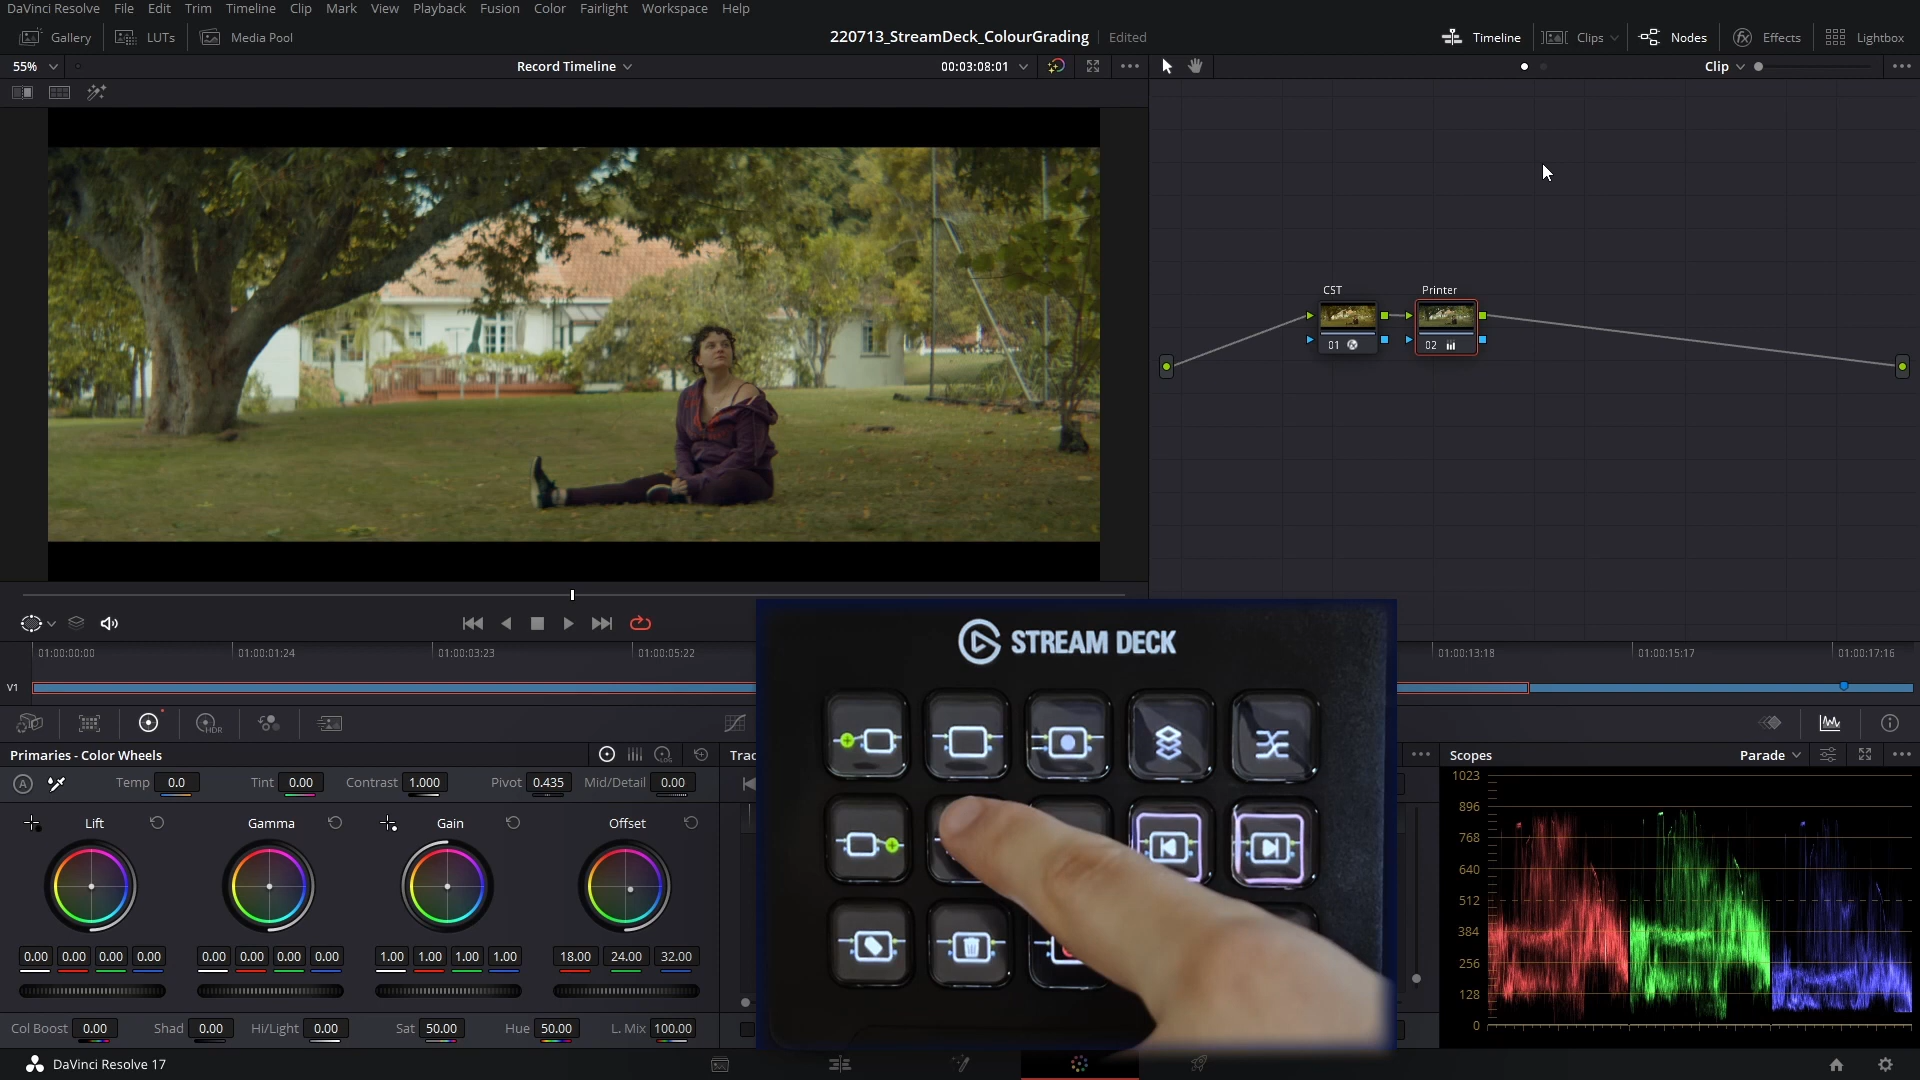 DaVinci Resolve File Edit Trim Timeline Clip Mark View Playback Fusion Color Fairlight Workspace Help
Gallery LUTs Media Pool 220713_StreamDeck_ColourGrading Edited Timeline Clips Nodes Effects Lightbox
55% Record Timeline 00:03:08:01 Clip
CST Printer
01 02
01:00:00:00 01:00:01:24 01:00:03:23 01:00:05:22 01:00:13:18 01:00:15:17 01:00:17:16
V1
STREAM DECK
HDR
Primaries - Color Wheels LOG Trac Scopes Parade
A Temp 0.0 Tint 0.00 Contrast 1.000 Pivot 0.435 Mid/Detail 0.00
Lift Gamma Gain Offset
0.00 0.00 0.00 0.00 0.00 0.00 0.00 0.00 1.00 1.00 1.00 1.00 18.00 24.00 32.00
Col Boost 0.00 Shad 0.00 Hi/Light 0.00 Sat 50.00 Hue 50.00 L. Mix 100.00
1023
896
768
640
512
384
256
128
0
DaVinci Resolve 17